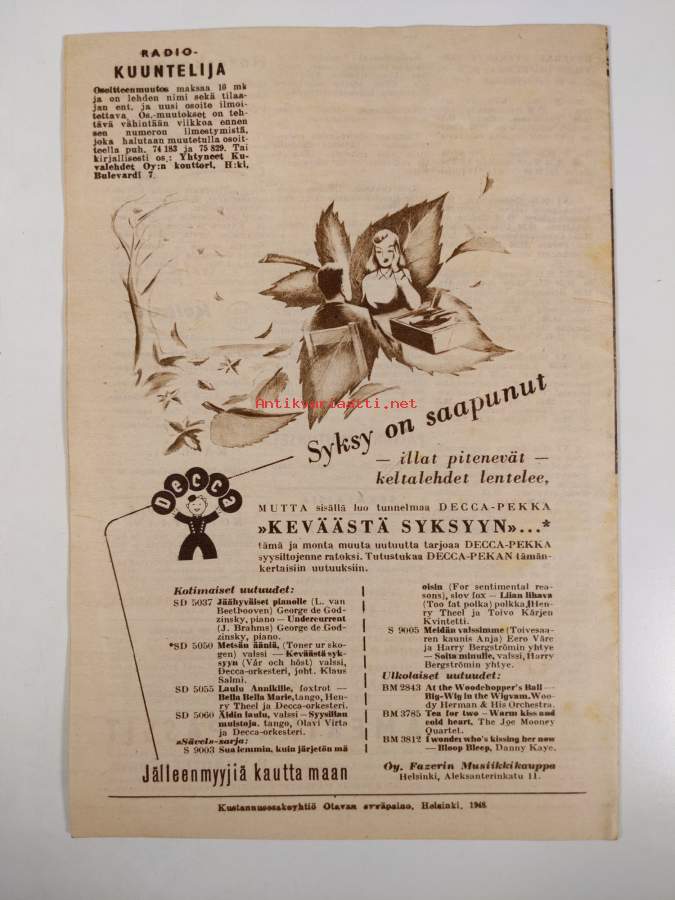 RADIO-
KUUNTELIJA
Osoitteenmuutos maksaa 10 mk
ja on lehden nimi sekä tilaa-
jan ent. ja uusi osoite ilmoi-
tettava. Os.-muutokset on teh-
tävä vähintään viikkoa ennen
sen numeron ilmestymistä,
joka halutaan muutetulla osoit-
teella puh. 74 183 ja 75 829. Tai
kirjallisesti os.: Yhtyneet Ku-
valehdet Oy:n konttori, H:ki,
Bulevardi 7.
Antikvariaatti.net
Syksy on saapunut
— illat pitenevät —
keltalehdet lentelee,
DECCA
MUTTA sisällä luo tunnelmaa DECCA-PEKKA
»KEVÄÄSTÄ SYKSYYN»...*
tämä ja monta muuta uutuutta tarjoaa DECCA-PEKKA
syysiltojenne ratoksi. Tutustukaa DECCA-PEKAN tämän-
kertaisiin uutuuksiin.
Kotimaiset uutuudet:
SD 5037 Jäähyväiset pianolle (L. van
Beethooven) George de God-
zinsky, piano — Undercurrent
(J. Brahms) George de God-
zinsky, piano.
*SD 5050 Metsän ääniä, (Toner ur sko-
gen) valssi — Keväästä syk-
syyn (Vår och höst) valssi,
Decca-orkesteri, joht. Klaus
Salmi.
SD 5055 Laulu Annikille, foxtrot —
Bella Bella Marie, tango, Hen-
ry Theel ja Decca-orkesteri.
SD 5060 Äidin laulu, valssi — Syysillan
muistoja, tango, Olavi Virta
ja Decca-orkesteri.
»Sävel»-sarja:
S 9003 Sua lemmin, kuin järjetön mä
oisin (For sentimental rea-
sons), slov fox — Liian lihava
(Too fat polka) polkka, Hen-
ry Theel ja Toivo Kärjen
Kvintetti.
S 9005 Meidän valssimme (Toivesaa-
ren kaunis Anja) Eero Väre
ja Harry Bergströmin yhtye
— Soita minulle, valssi, Harry
Bergströmin yhtye.
Ulkolaiset uutuudet:
BM 2843 At the Woodchopper's Ball —
Big-Wig in the Wigvam. Woo-
dy Herman & His Orchestra.
BM 3785 Tea for two — Warm kiss and
cold heart, The Joe Mooney
Quartet.
BM 3812 I wonder who's kissing her now
— Bloop Bleep, Danny Kaye.
Jälleenmyyjiä kautta maan
Oy. Fazerin Musiikkikauppa
Helsinki, Aleksanterinkatu 11.
Kustannusosakeyhtiö Otavan syväpaino, Helsinki, 1948.